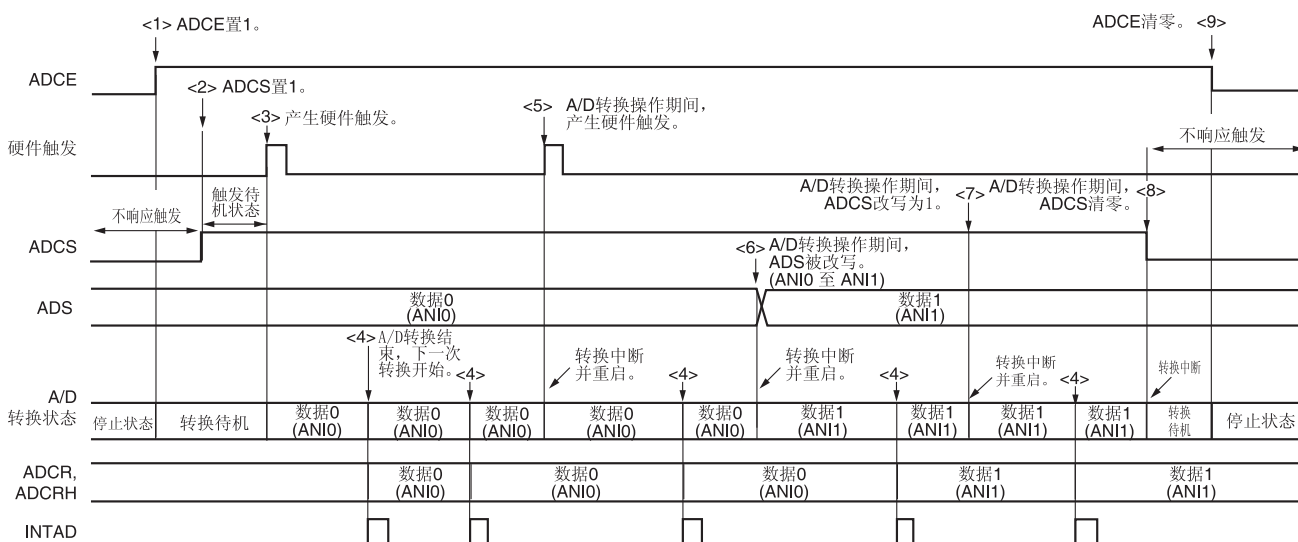 <1> ADCE置1。
ADCE清零。 <9>
ADCE
<2> ADCS置1。
<3> 产生硬件触发。
<5> A/D转换操作期间，
产生硬件触发。
硬件触发
不响应触发
不响应触发
触发待
机状态
A/D转换操作期间，
ADCS改写为1。
<7>
A/D转换操作期间，
ADCS清零。
<8>
ADCS
<6> A/D转换操作期间，
ADS被改写。
(ANI0 至 ANI1)
ADS
数据0
(ANI0)
数据1
(ANI1)
<4> A/D转换结
束，下一次
转换开始。
<4>
转换中断
并重启。
<4>
转换中断
并重启。
<4>
转换中断
并重启。
<4>
转换中断
A/D
转换状态
停止状态
转换待机
数据0
(ANI0)
数据0
(ANI0)
数据0
(ANI0)
数据0
(ANI0)
数据0
(ANI0)
数据1
(ANI1)
数据1
(ANI1)
数据1
(ANI1)
数据1
(ANI1)
转换
待机
停止状态
ADCR,
ADCRH
数据0
(ANI0)
数据0
(ANI0)
数据0
(ANI0)
数据1
(ANI1)
数据1
(ANI1)
INTAD